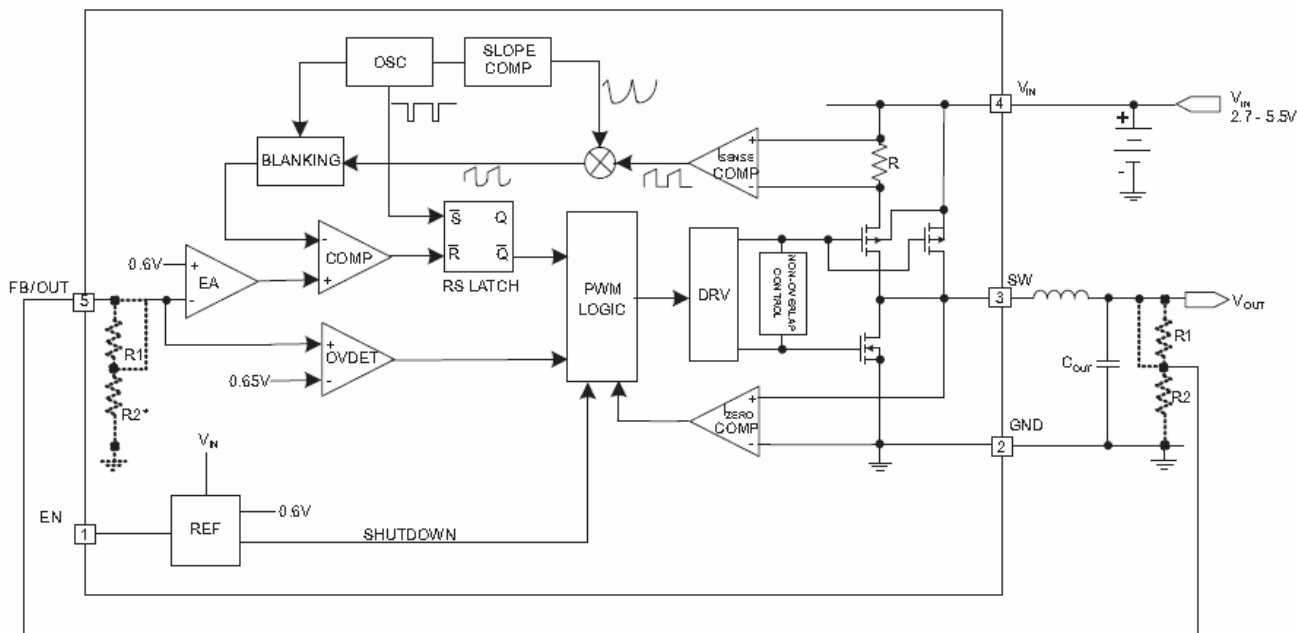 OSC
SLOPE
COMP
V_IN
4
V_IN
2.7 - 5.5V
+
-
BLANKING
+
I_SENSE
COMP
-
R
S̅ Q
R̅ Q̅
RS LATCH
-
COMP
+
0.6V
+
EA
-
FB/OUT
5
R1
R2*
PWM
LOGIC
DRV
NON-OVERLAP
CONTROL
SW
3
V_OUT
R1
R2
C_OUT
+
OVDET
-
0.65V
+
I_ZERO
COMP
-
GND
2
V_IN
EN
1
REF
0.6V
SHUTDOWN